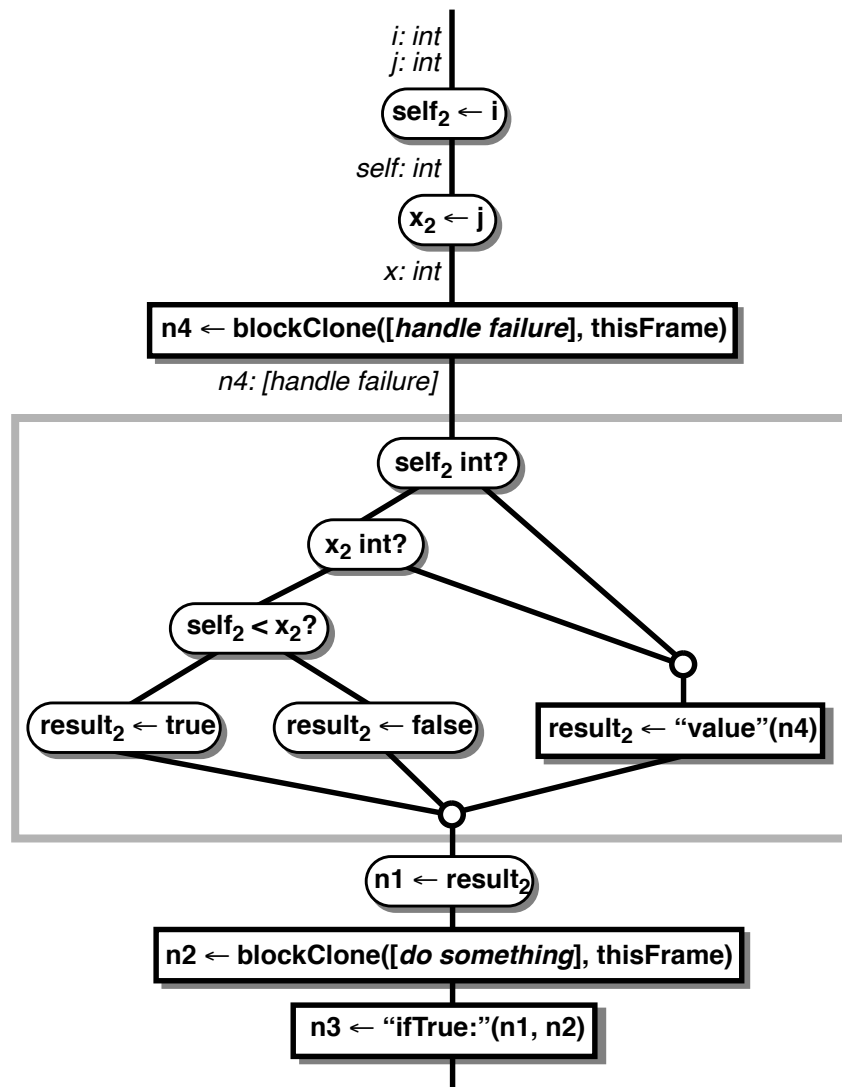 i: int
j: int
self₂ ← i
self: int
x₂ ← j
x: int
n4 ← blockClone([handle failure], thisFrame)
n4: [handle failure]
self₂ int?
x₂ int?
self₂ < x₂?
result₂ ← true
result₂ ← false
result₂ ← “value”(n4)
n1 ← result₂
n2 ← blockClone([do something], thisFrame)
n3 ← “ifTrue:”(n1, n2)